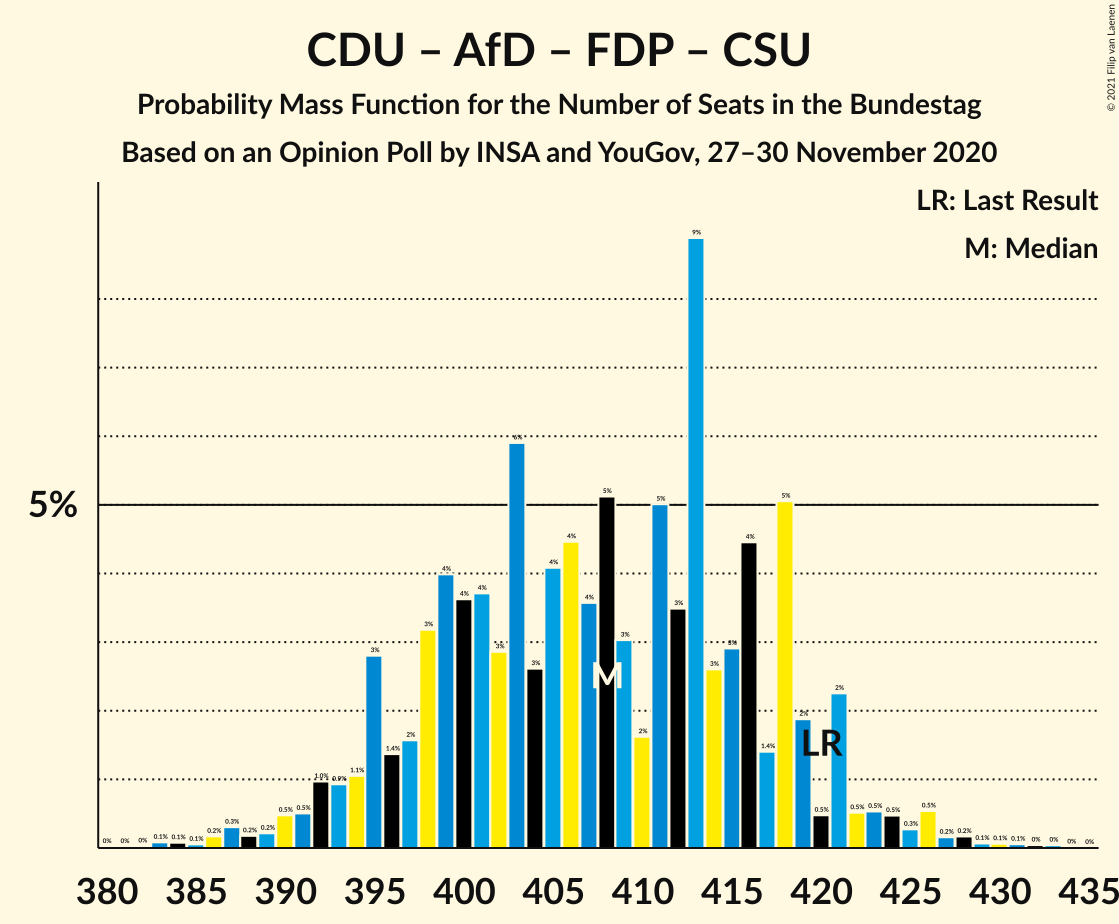 CDU – AfD – FDP – CSU
Probability Mass Function for the Number of Seats in the Bundestag
Based on an Opinion Poll by INSA and YouGov, 27–30 November 2020
© 2021 Filip van Laenen
LR: Last Result
M: Median
5%
0% 0% 0% 0.1% 0.1% 0.1% 0.2% 0.3% 0.2% 0.2% 0.5% 0.5% 1.0% 0.9% 1.1% 3% 1.4% 2% 3% 4% 4% 4% 3% 6% 3% 4% 4% 4% 5% 3% 2% 5% 3% 9% 3% 3% 4% 1.4% 5% 2% 0.5% 2% 0.5% 0.5% 0.5% 0.3% 0.5% 0.2% 0.2% 0.1% 0.1% 0.1% 0% 0% 0% 0%
M
LR
380 385 390 395 400 405 410 415 420 425 430 435